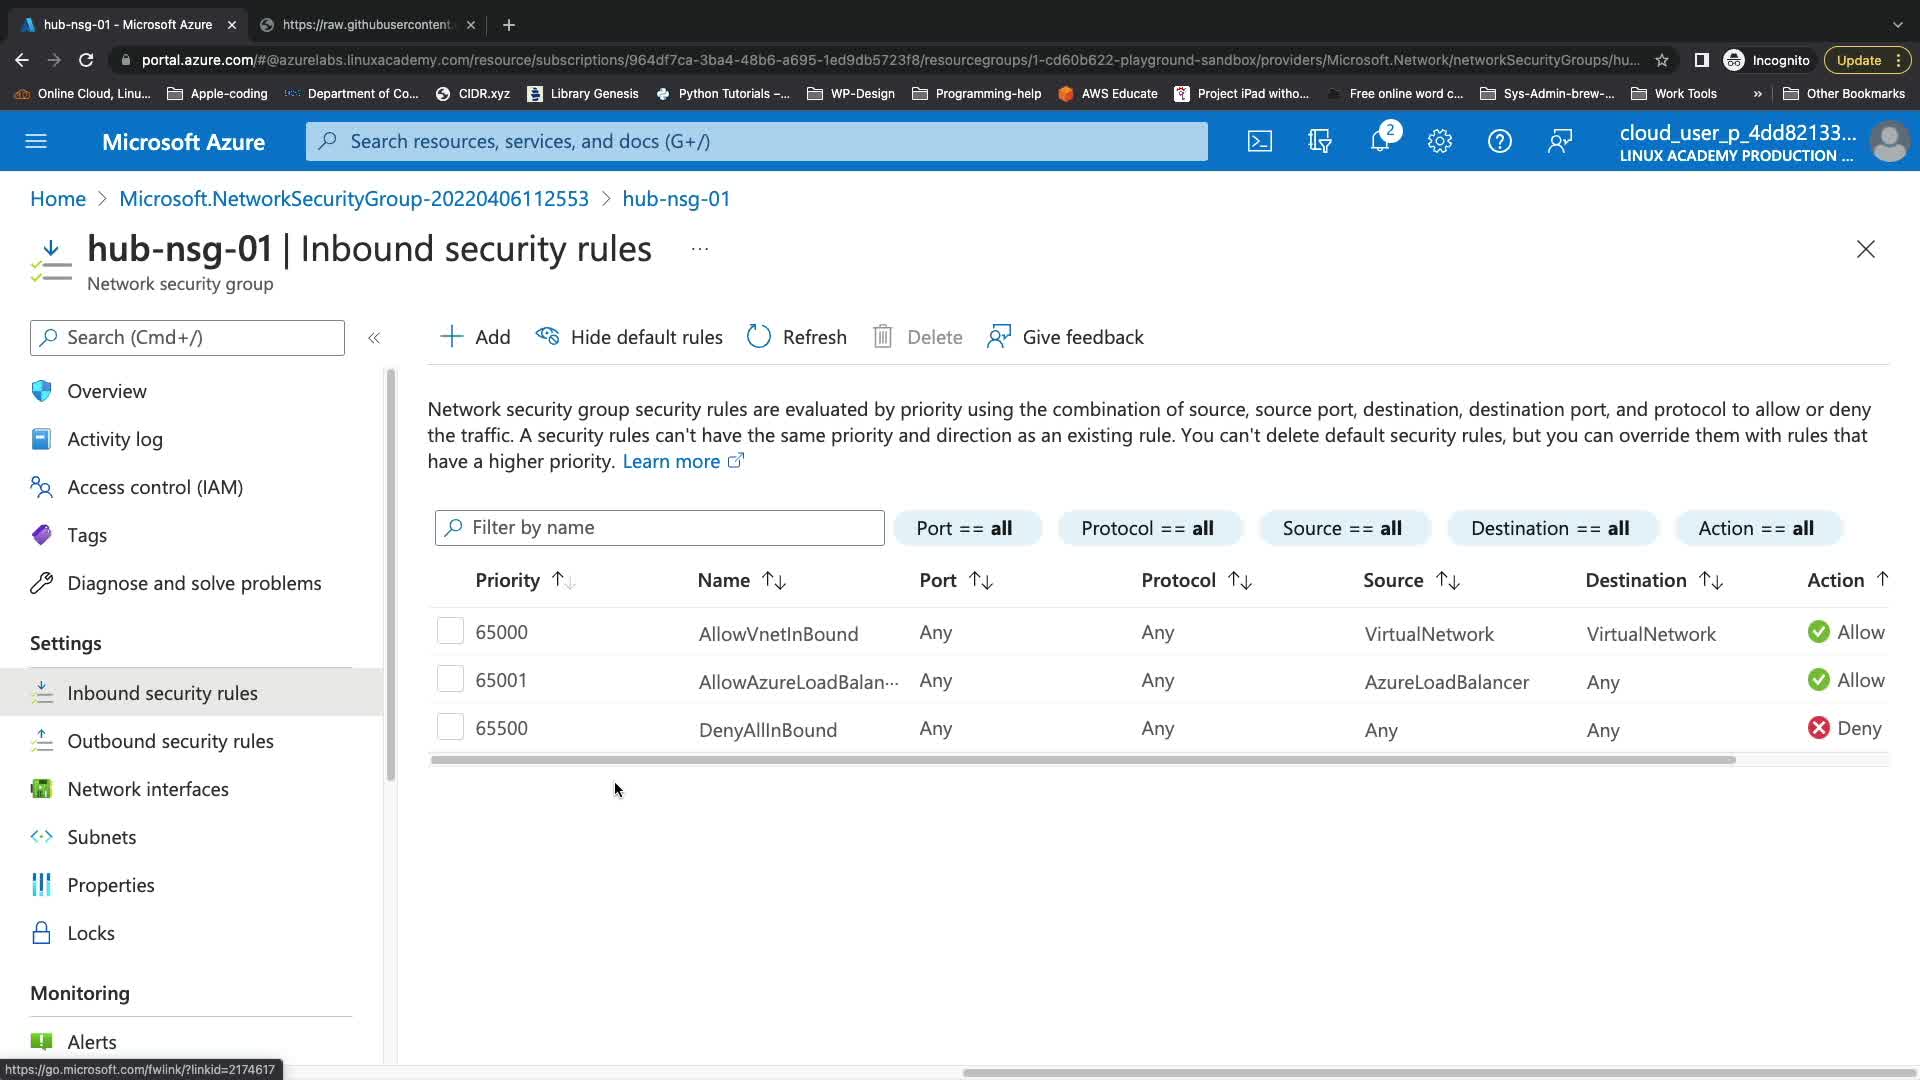 hub-nsg-01 - Microsoft Azure
https://raw.githubusercontent.
portal.azure.com/#@azurelabs.linuxacademy.com/resource/subscriptions/964df7ca-3ba4-48b6-a695-1ed9db5723f8/resourcegroups/1-cd60b622-playground-sandbox/providers/Microsoft.Network/networkSecurityGroups/hu...
Incognito
Update
Online Cloud, Linu...
Apple-coding
Department of Co...
CIDR.xyz
Library Genesis
Python Tutorials –...
WP-Design
Programming-help
AWS Educate
Project iPad witho...
Free online word c...
Sys-Admin-brew-...
Work Tools
»
Other Bookmarks
Microsoft Azure
Search resources, services, and docs (G+/)
2
cloud_user_p_4dd82133...
LINUX ACADEMY PRODUCTION ...
Home > Microsoft.NetworkSecurityGroup-20220406112553 > hub-nsg-01
hub-nsg-01 | Inbound security rules ...
Network security group
Search (Cmd+/)
«
Overview
Activity log
Access control (IAM)
Tags
Diagnose and solve problems
Settings
Inbound security rules
Outbound security rules
Network interfaces
Subnets
Properties
Locks
Monitoring
Alerts
Add
Hide default rules
Refresh
Delete
Give feedback
Network security group security rules are evaluated by priority using the combination of source, source port, destination, destination port, and protocol to allow or deny
the traffic. A security rules can't have the same priority and direction as an existing rule. You can't delete default security rules, but you can override them with rules that
have a higher priority. Learn more
Filter by name
Port == all
Protocol == all
Source == all
Destination == all
Action == all
Priority ↑↓ Name ↑↓ Port ↑↓ Protocol ↑↓ Source ↑↓ Destination ↑↓ Action ↑
65000 AllowVnetInBound Any Any VirtualNetwork VirtualNetwork Allow
65001 AllowAzureLoadBalan... Any Any AzureLoadBalancer Any Allow
65500 DenyAllInBound Any Any Any Any Deny
https://go.microsoft.com/fwlink/?linkid=2174617